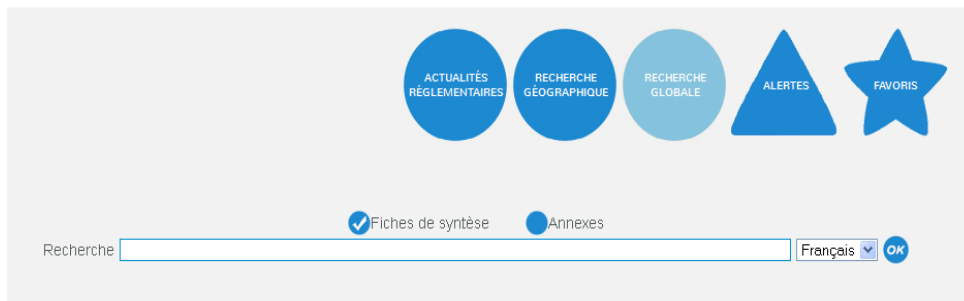 ACTUALITÉS
RÉGLEMENTAIRES
RECHERCHE
GÉOGRAPHIQUE
RECHERCHE
GLOBALE
ALERTES
FAVORIS
Fiches de syntèse
Annexes
Recherche
Français
OK